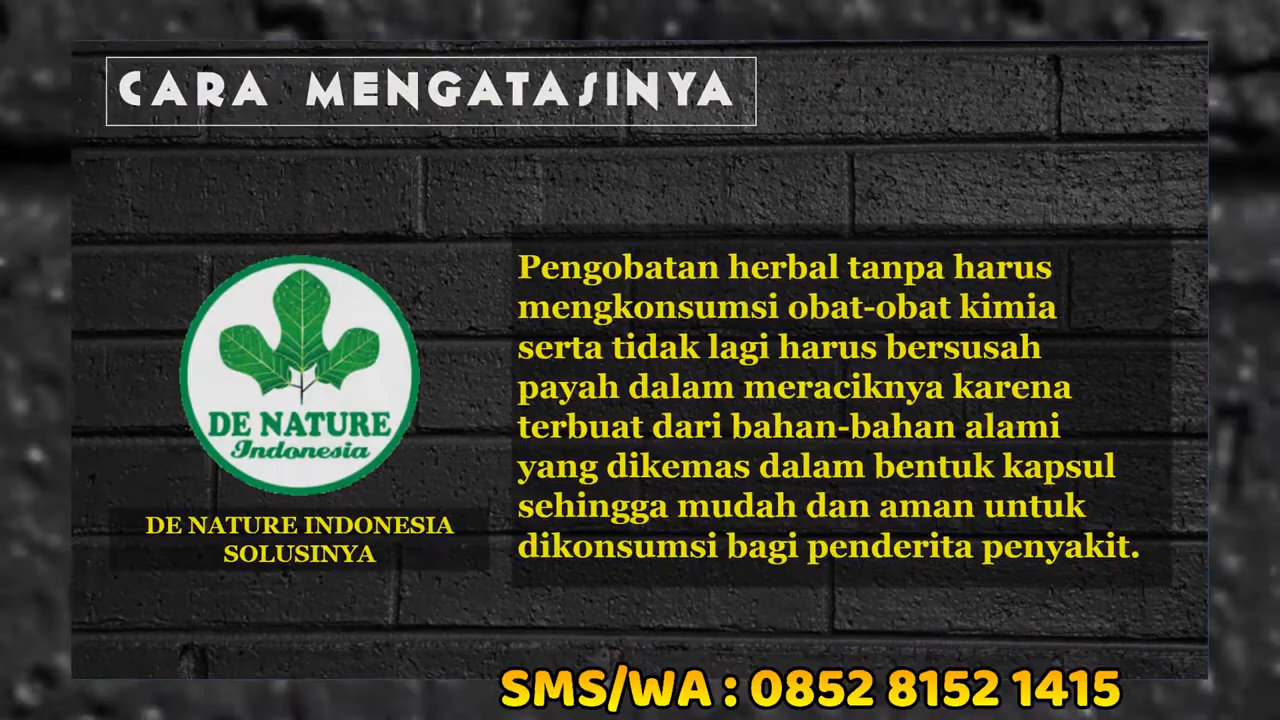 CARA MENGATASINYA
DE NATURE
Indonesia
DE NATURE INDONESIA
SOLUSINYA
Pengobatan herbal tanpa harus
mengkonsumsi obat-obat kimia
serta tidak lagi harus bersusah
payah dalam meraciknya karena
terbuat dari bahan-bahan alami
yang dikemas dalam bentuk kapsul
sehingga mudah dan aman untuk
dikonsumsi bagi penderita penyakit.
SMS/WA : 0852 8152 1415